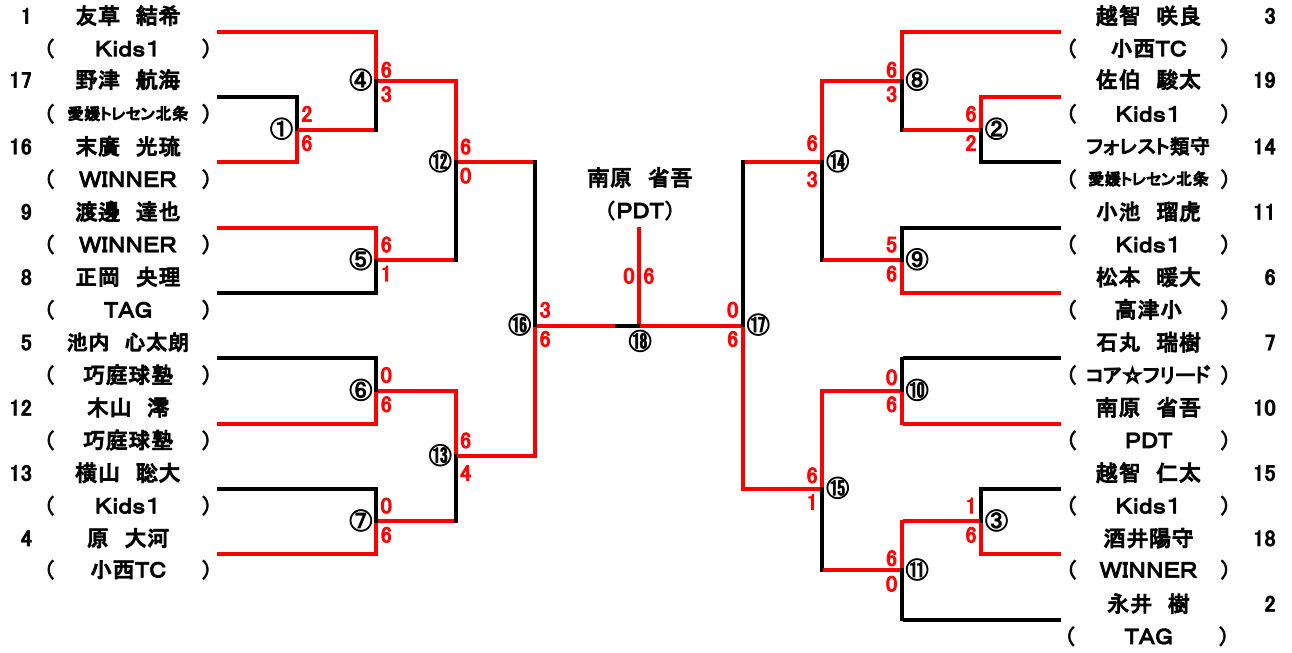 1 友草 結希
( Kids1 )
17 野津 航海
( 愛媛トレセン北条 )
16 末廣 光琉
( WINNER )
9 渡邊 達也
( WINNER )
8 正岡 央理
( TAG )
5 池内 心太朗
( 巧庭球塾 )
12 木山 澪
( 巧庭球塾 )
13 横山 聡大
( Kids1 )
4 原 大河
( 小西TC )
① 2 6
④ 6 3
⑤ 6 1
⑥ 0 6
⑦ 0 6
⑫ 6 0
⑬ 6 4
⑯ 3 6
南原 省吾
(PDT)
0 6
⑱
⑰ 0 6
⑭ 6 3
⑮ 6 1
⑧ 6 3
⑨ 5 6
⑩ 0 6
⑪ 6 0
② 6 2
③ 1 6
越智 咲良 3
( 小西TC )
佐伯 駿太 19
( Kids1 )
フォレスト類守 14
( 愛媛トレセン北条 )
小池 瑠虎 11
( Kids1 )
松本 暖大 6
( 高津小 )
石丸 瑞樹 7
( コア☆フリード )
南原 省吾 10
( PDT )
越智 仁太 15
( Kids1 )
酒井陽守 18
( WINNER )
永井 樹 2
( TAG )